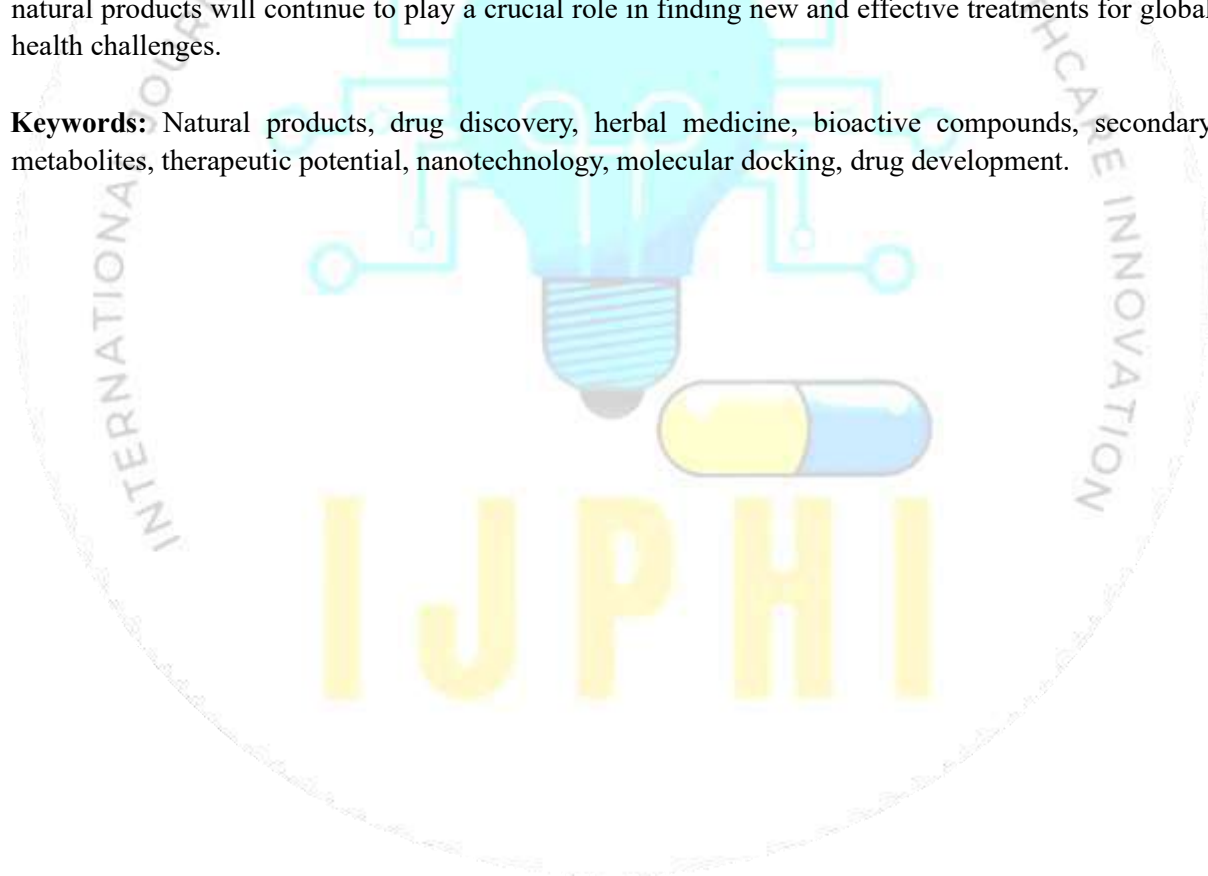 natural products will continue to play a crucial role in finding new and effective treatments for global
health challenges.
Keywords: Natural products, drug discovery, herbal medicine, bioactive compounds, secondary
metabolites, therapeutic potential, nanotechnology, molecular docking, drug development.
INTERNATIONAL JOUR
THCARE INNOVATION
IJPHI